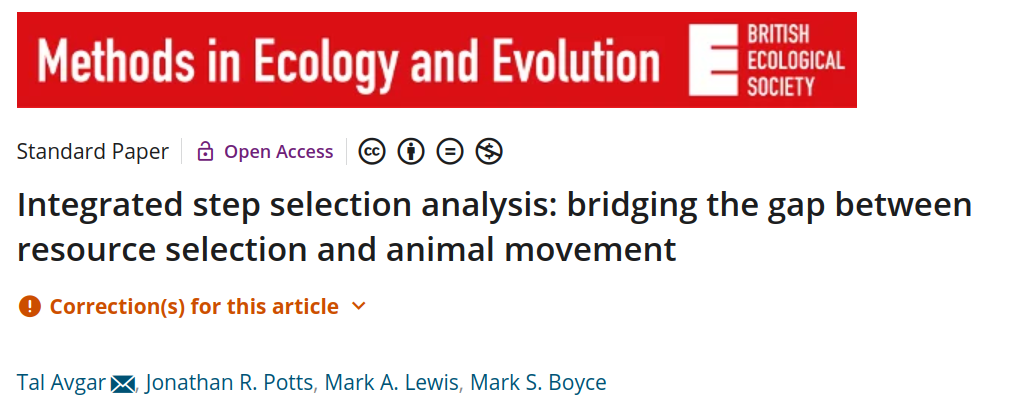 Methods in Ecology and Evolution
BRITISH
ECOLOGICAL
SOCIETY
Standard Paper
Open Access
cc
Integrated step selection analysis: bridging the gap between
resource selection and animal movement
Correction(s) for this article
Tal Avgar, Jonathan R. Potts, Mark A. Lewis, Mark S. Boyce